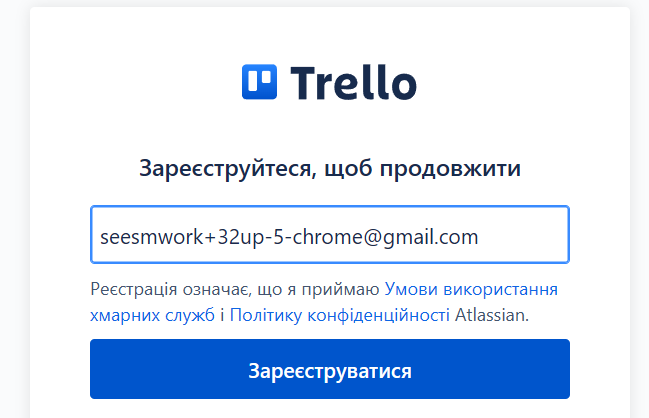 Trello
Зареєструйтеся, щоб продовжити
seesmwork+32up-5-chrome@gmail.com
Реєстрація означає, що я приймаю Умови використання
хмарних служб і Політику конфіденційності Atlassian.
Зареєструватися